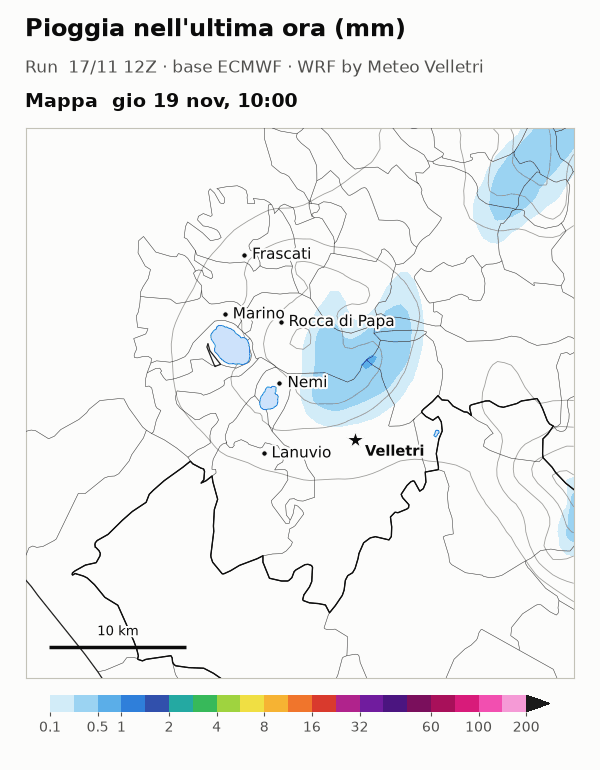 Pioggia nell'ultima ora (mm)
Run  17/11 12Z · base ECMWF · WRF by Meteo Velletri
Mappa  gio 19 nov, 10:00
Frascati
Marino
Rocca di Papa
Nemi
Lanuvio
Velletri
10 km
0.1 0.5 1 2 4 8 16 32 60 100 200